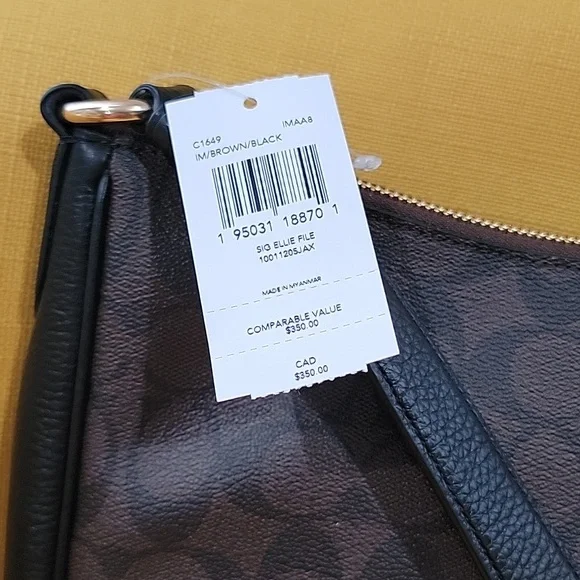 C1649 IMAA8
IM/BROWN/BLACK
1 95031 18870 1
SIG ELLIE FILE
1001120SJAX
MADE IN MYANMAR
COMPARABLE VALUE
$350.00
CAD
$350.00